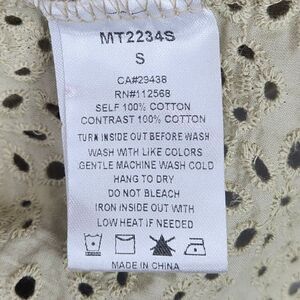 MT2234S
S
CA#29438
RN#112568
SELF 100% COTTON
CONTRAST 100% COTTON
TURN INSIDE OUT BEFORE WASH
WASH WITH LIKE COLORS
GENTLE MACHINE WASH COLD
HANG TO DRY
DO NOT BLEACH
IRON INSIDE OUT WITH
LOW HEAT IF NEEDED
MADE IN CHINA